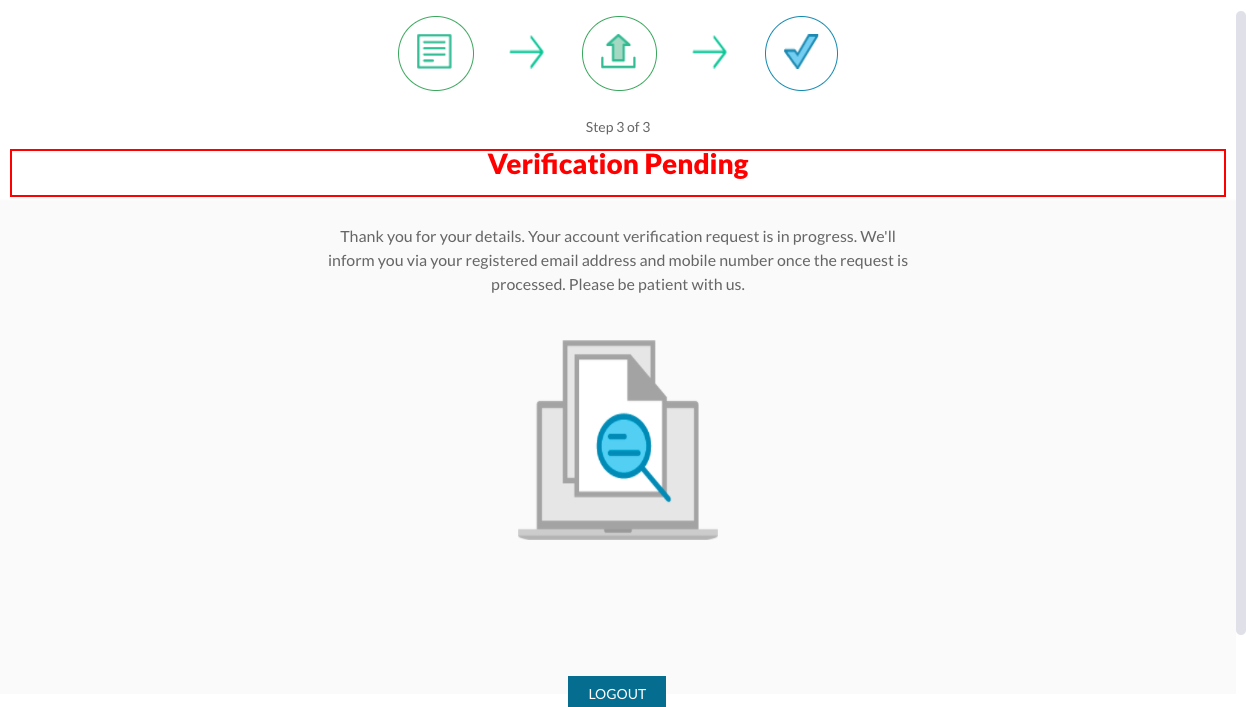 Step 3 of 3
Verification Pending
Thank you for your details. Your account verification request is in progress. We'll
inform you via your registered email address and mobile number once the request is
processed. Please be patient with us.
LOGOUT